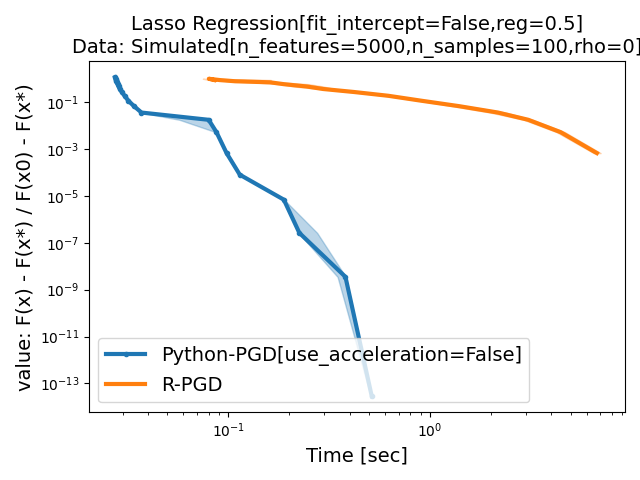 Lasso Regression[fit_intercept=False,reg=0.5]
Data: Simulated[n_features=5000,n_samples=100,rho=0]
value: F(x) - F(x*) / F(x0) - F(x*)
10⁻¹
10⁻³
10⁻⁵
10⁻⁷
10⁻⁹
10⁻¹¹
10⁻¹³
Python-PGD[use_acceleration=False]
R-PGD
10⁻¹
10⁰
Time [sec]